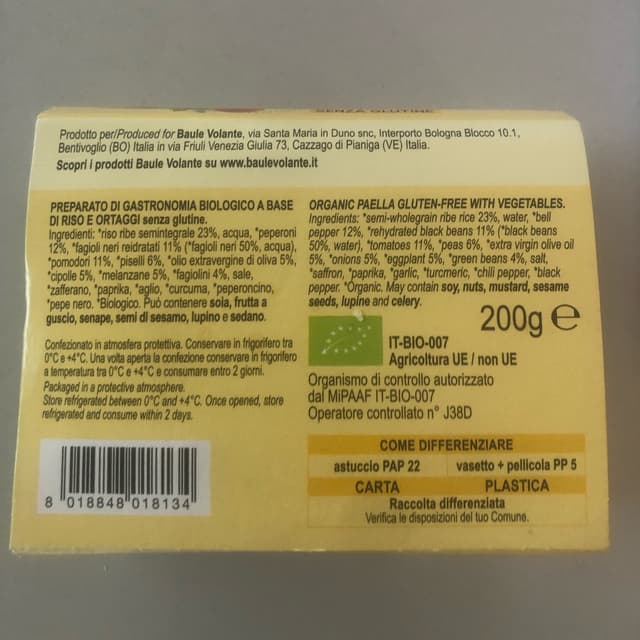 SENZA GLUTINE
Prodotto per/Produced for Baule Volante, via Santa Maria in Duno snc, Interporto Bologna Blocco 10.1,
Bentivoglio (BO) Italia in via Friuli Venezia Giulia 73, Cazzago di Pianiga (VE) Italia.
Scopri i prodotti Baule Volante su www.baulevolante.it
PREPARATO DI GASTRONOMIA BIOLOGICO A BASE
DI RISO E ORTAGGI senza glutine.
Ingredienti: *riso ribe semintegrale 23%, acqua, *peperoni
12%, *fagioli neri reidratati 11% (*fagioli neri 50%, acqua),
*pomodori 11%, *piselli 6%, *olio extravergine di oliva 5%,
*cipolle 5%, *melanzane 5%, *fagiolini 4%, sale,
*zafferano, *paprika, *aglio, *curcuma, *peperoncino,
*pepe nero. *Biologico. Può contenere soia, frutta a
guscio, senape, semi di sesamo, lupino e sedano.
Confezionato in atmosfera protettiva. Conservare in frigorifero tra
0°C e +4°C. Una volta aperta la confezione conservare in frigorifero
a temperatura tra 0°C e +4°C e consumare entro 2 giorni.
Packaged in a protective atmosphere.
Store refrigerated between 0°C and +4°C. Once opened, store
refrigerated and consume within 2 days.
8 018848 018134
ORGANIC PAELLA GLUTEN-FREE WITH VEGETABLES.
Ingredients: *semi-wholegrain ribe rice 23%, water, *bell
pepper 12%, *rehydrated black beans 11% (*black beans
50%, water), *tomatoes 11%, *peas 6%, *extra virgin olive oil
5%, *onions 5%, *eggplant 5%, *green beans 4%, salt,
*saffron, *paprika, *garlic, *turmeric, *chili pepper, *black
pepper. *Organic. May contain soy, nuts, mustard, sesame
seeds, lupine and celery.
200g e
IT-BIO-007
Agricoltura UE / non UE
Organismo di controllo autorizzato
dal MiPAAF IT-BIO-007
Operatore controllato n° J38D
COME DIFFERENZIARE
astuccio PAP 22 vasetto + pellicola PP 5
CARTA PLASTICA
Raccolta differenziata
Verifica le disposizioni del tuo Comune.